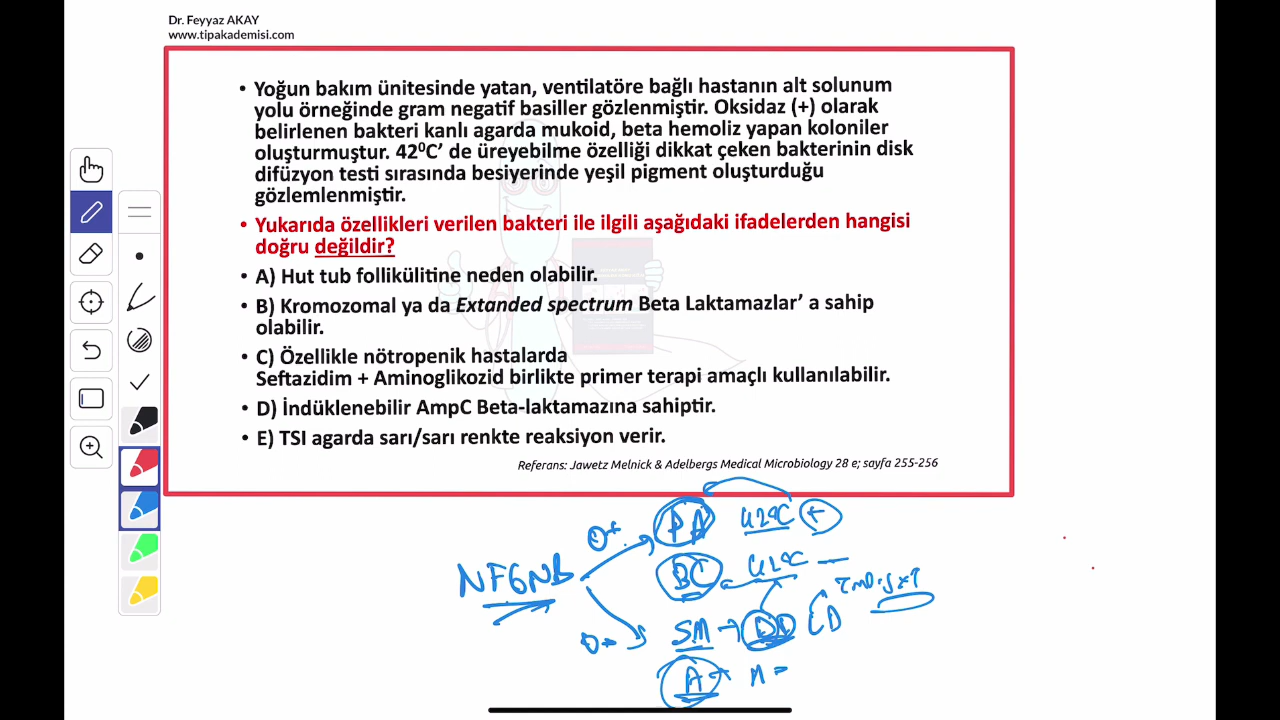 Dr. Feyyaz AKAY
www.tipakademisi.com
• Yoğun bakım ünitesinde yatan, ventilatöre bağlı hastanın alt solunum
yolu örneğinde gram negatif basiller gözlenmiştir. Oksidaz (+) olarak
belirlenen bakteri kanlı agarda mukoid, beta hemoliz yapan koloniler
oluşturmuştur. 42⁰C’ de üreyebilme özelliği dikkat çeken bakterinin disk
difüzyon testi sırasında besiyerinde yeşil pigment oluşturduğu
gözlemlenmiştir.
• Yukarıda özellikleri verilen bakteri ile ilgili aşağıdaki ifadelerden hangisi
doğru değildir?
• A) Hut tub follikülitine neden olabilir.
• B) Kromozomal ya da Extanded spectrum Beta Laktamazlar’ a sahip
olabilir.
• C) Özellikle nötropenik hastalarda
Seftazidim + Aminoglikozid birlikte primer terapi amaçlı kullanılabilir.
• D) İndüklenebilir AmpC Beta-laktamazına sahiptir.
• E) TSI agarda sarı/sarı renkte reaksiyon verir.
Referans: Jawetz Melnick & Adelbergs Medical Microbiology 28 e; sayfa 255-256
PA 42°C +
O+
NFGNB
BC 42°C —
SM → LD
A